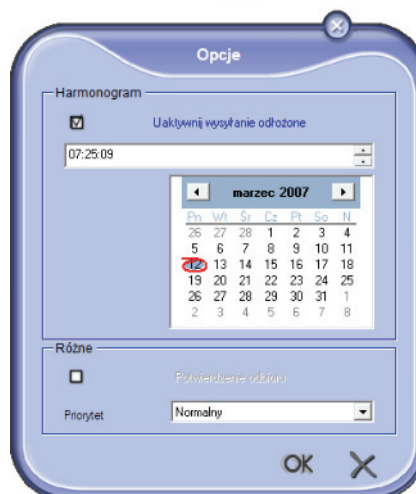 Opcje
Harmonogram
Uaktywnij wysyłanie odłożone
07:25:09
marzec 2007
Pn Wt Śr Cz Pt So N
26 27 28 1 2 3 4
5 6 7 8 9 10 11
12 13 14 15 16 17 18
19 20 21 22 23 24 25
26 27 28 29 30 31 1
2 3 4 5 6 7 8
Różne
Potwierdzenie odbioru
Priorytet Normalny
OK